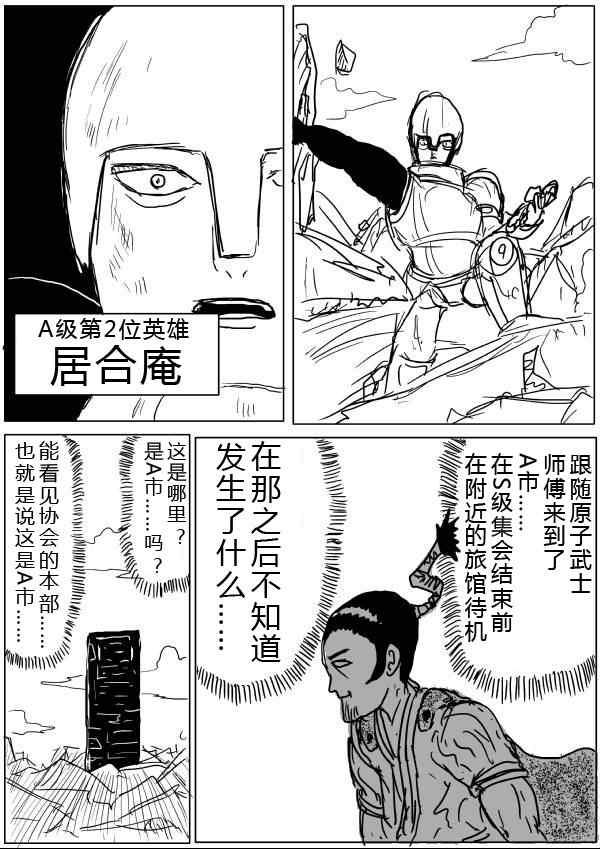 A级第2位英雄
居合庵
跟随原子武士
师傅来到了
A市……
在S级集会结束前
在附近的旅馆待机
在那之后不知道
发生了什么……
这是哪里？
是A市……吗？
能看见协会的本部……
也就是说这是A市……